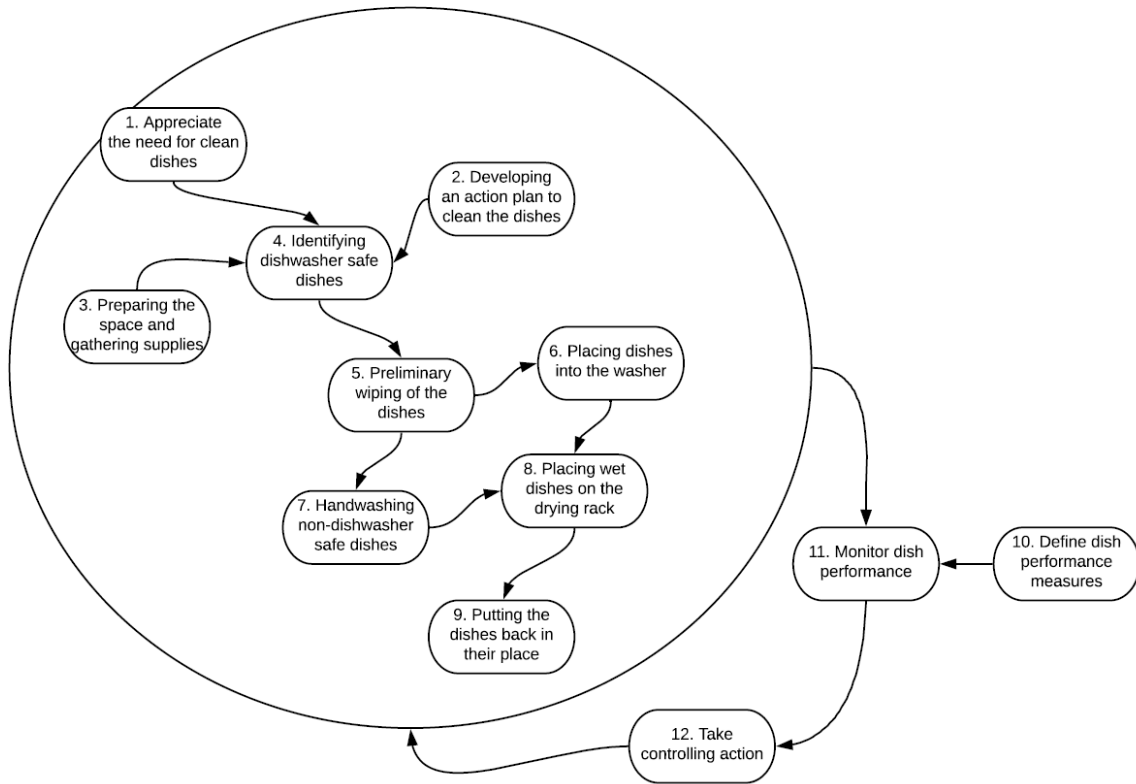 1. Appreciate
the need for clean
dishes
2. Developing
an action plan to
clean the dishes
4. Identifying
dishwasher safe
dishes
3. Preparing the
space and
gathering supplies
5. Preliminary
wiping of the
dishes
6. Placing dishes
into the washer
7. Handwashing
non-dishwasher
safe dishes
8. Placing wet
dishes on the
drying rack
9. Putting the
dishes back in
their place
10. Define dish
performance
measures
11. Monitor dish
performance
12. Take
controlling action